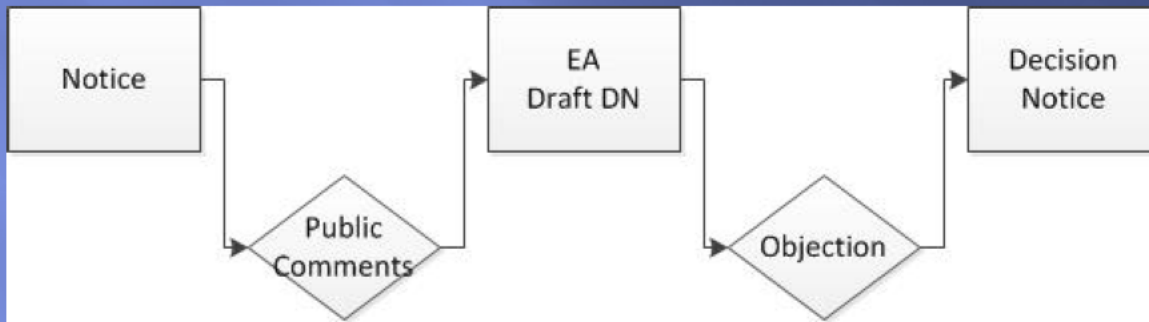 Notice
Public
Comments
EA
Draft DN
Objection
Decision
Notice